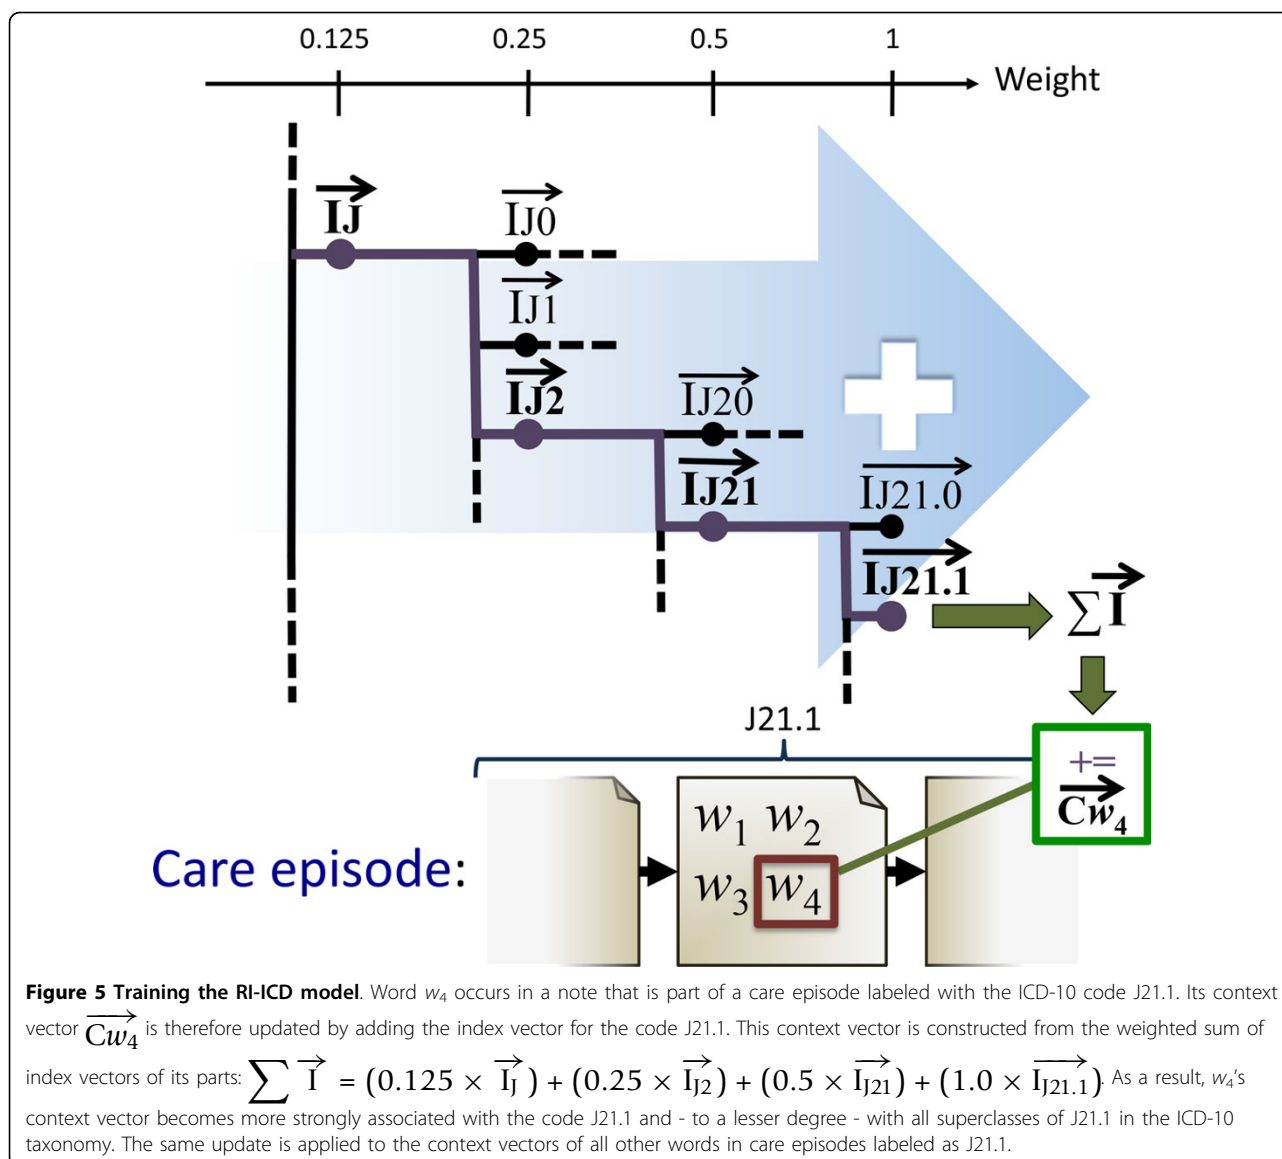 0.125 0.25 0.5 1
Weight
IJ IJ0
IJ1
IJ2 IJ20
IJ21 IJ21.0
IJ21.1
∑ I
J21.1
+=
Cw4
w1 w2
Care episode:
w3 w4
Figure 5 Training the RI-ICD model. Word w4 occurs in a note that is part of a care episode labeled with the ICD-10 code J21.1. Its context
vector Cw4 is therefore updated by adding the index vector for the code J21.1. This context vector is constructed from the weighted sum of
index vectors of its parts: ∑ I = (0.125 × IJ) + (0.25 × IJ2) + (0.5 × IJ21) + (1.0 × IJ21.1). As a result, w4's
context vector becomes more strongly associated with the code J21.1 and - to a lesser degree - with all superclasses of J21.1 in the ICD-10
taxonomy. The same update is applied to the context vectors of all other words in care episodes labeled as J21.1.